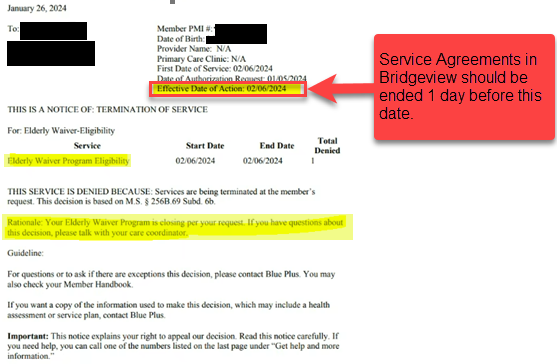 January 26, 2024
To:
Member PMI #:
Date of Birth:
Provider Name: N/A
Primary Care Clinic: N/A
First Date of Service: 02/06/2024
Date of Authorization Request: 01/05/2024
Effective Date of Action: 02/06/2024
Service Agreements in
Bridgeview should be
ended 1 day before this
date.
THIS IS A NOTICE OF: TERMINATION OF SERVICE
For: Elderly Waiver-Eligibility
Service Start Date End Date Total Denied
Elderly Waiver Program Eligibility 02/06/2024 02/06/2024 1
THIS SERVICE IS DENIED BECAUSE: Services are being terminated at the member's
request. This decision is based on M.S. § 256B.69 Subd. 6b.
Rationale: Your Elderly Waiver Program is closing per your request. If you have questions about
this decision, please talk with your care coordinator.
Guideline:
For questions or to ask if there are exceptions this decision, please contact Blue Plus. You may
also check your Member Handbook.
If you want a copy of the information used to make this decision, which may include a health
assessment or service plan, contact Blue Plus.
Important: This notice explains your right to appeal our decision. Read this notice carefully. If
you need help, you can call one of the numbers listed on the last page under "Get help and more
information."